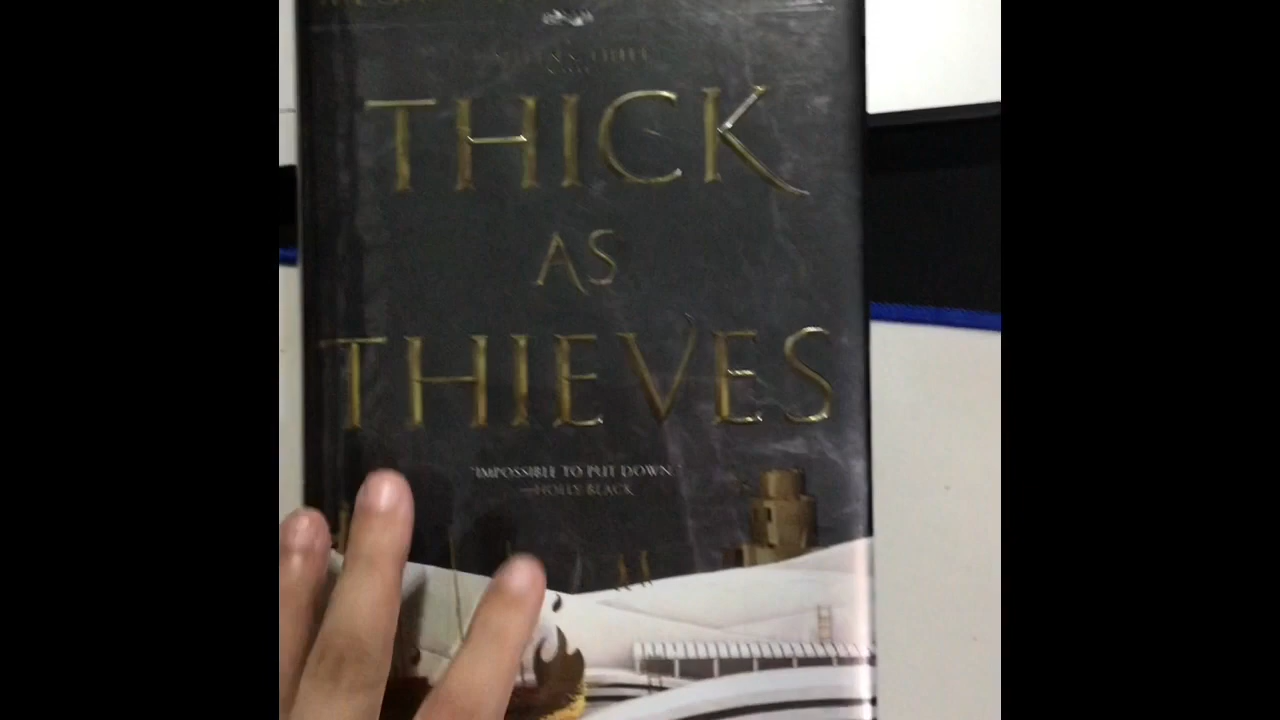 THICK
AS
THIEVES
"IMPOSSIBLE TO PUT DOWN."
—HOLLY BLACK